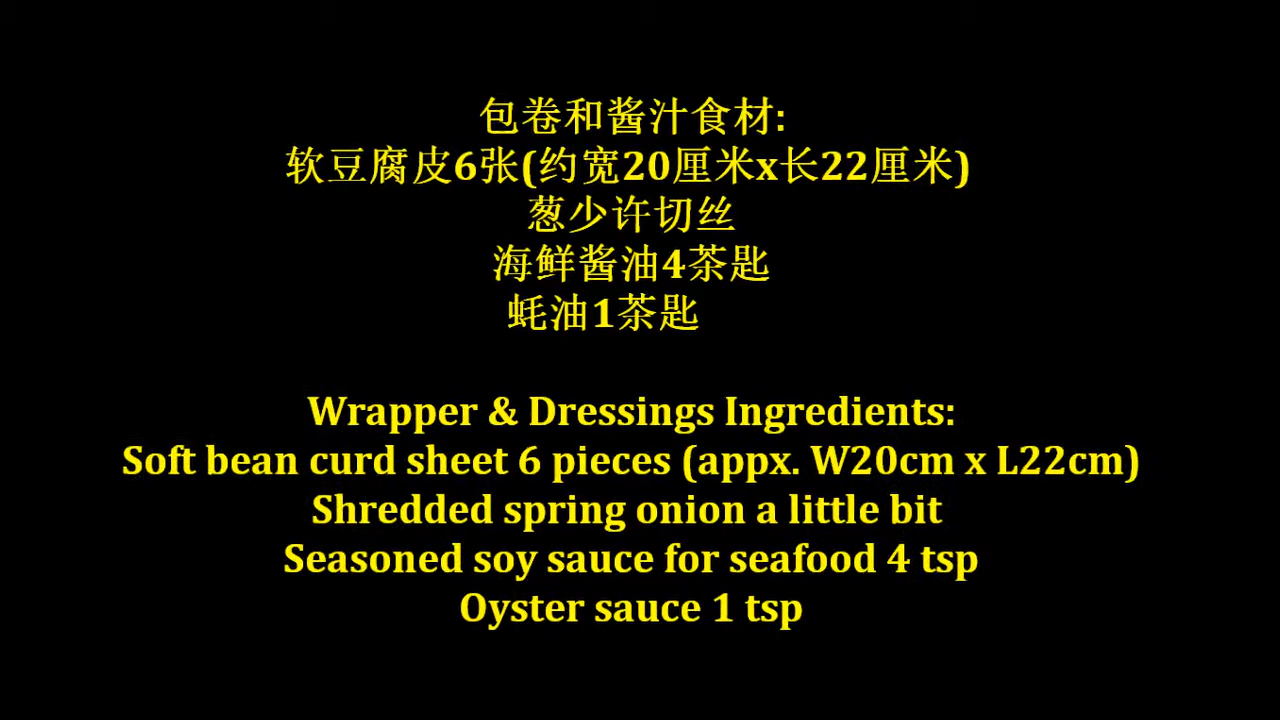 包卷和酱汁食材:
软豆腐皮6张(约宽20厘米x长22厘米)
葱少许切丝
海鲜酱油4茶匙
蚝油1茶匙
Wrapper & Dressings Ingredients:
Soft bean curd sheet 6 pieces (appx. W20cm x L22cm)
Shredded spring onion a little bit
Seasoned soy sauce for seafood 4 tsp
Oyster sauce 1 tsp